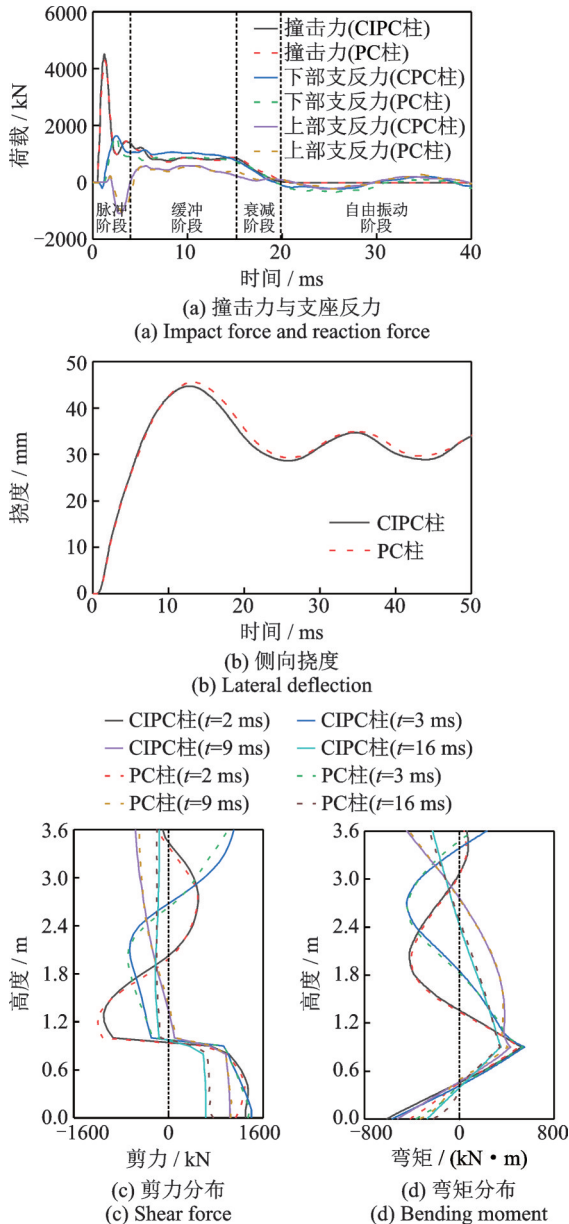 6000
4000
2000
0
−2000
荷载 / kN
撞击力(CIPC柱)
撞击力(PC柱)
下部支反力(CPC柱)
下部支反力(PC柱)
上部支反力(CPC柱)
上部支反力(PC柱)
脉冲阶段
缓冲阶段
衰减阶段
自由振动阶段
0 10 20 30 40
时间 / ms
(a) 撞击力与支座反力
(a) Impact force and reaction force
50
40
30
20
10
0
挠度 / mm
CIPC柱
PC柱
0 10 20 30 40 50
时间 / ms
(b) 侧向挠度
(b) Lateral deflection
CIPC柱(t=2 ms) CIPC柱(t=3 ms)
CIPC柱(t=9 ms) CIPC柱(t=16 ms)
PC柱(t=2 ms) PC柱(t=3 ms)
PC柱(t=9 ms) PC柱(t=16 ms)
3.6
3.0
2.4
1.8
1.2
0.6
0.0
高度 / m
−1600 0 1600
剪力 / kN
(c) 剪力分布
(c) Shear force
3.6
3.0
2.4
1.8
1.2
0.6
0.0
高度 / m
−800 0 800
弯矩 / (kN·m)
(d) 弯矩分布
(d) Bending moment